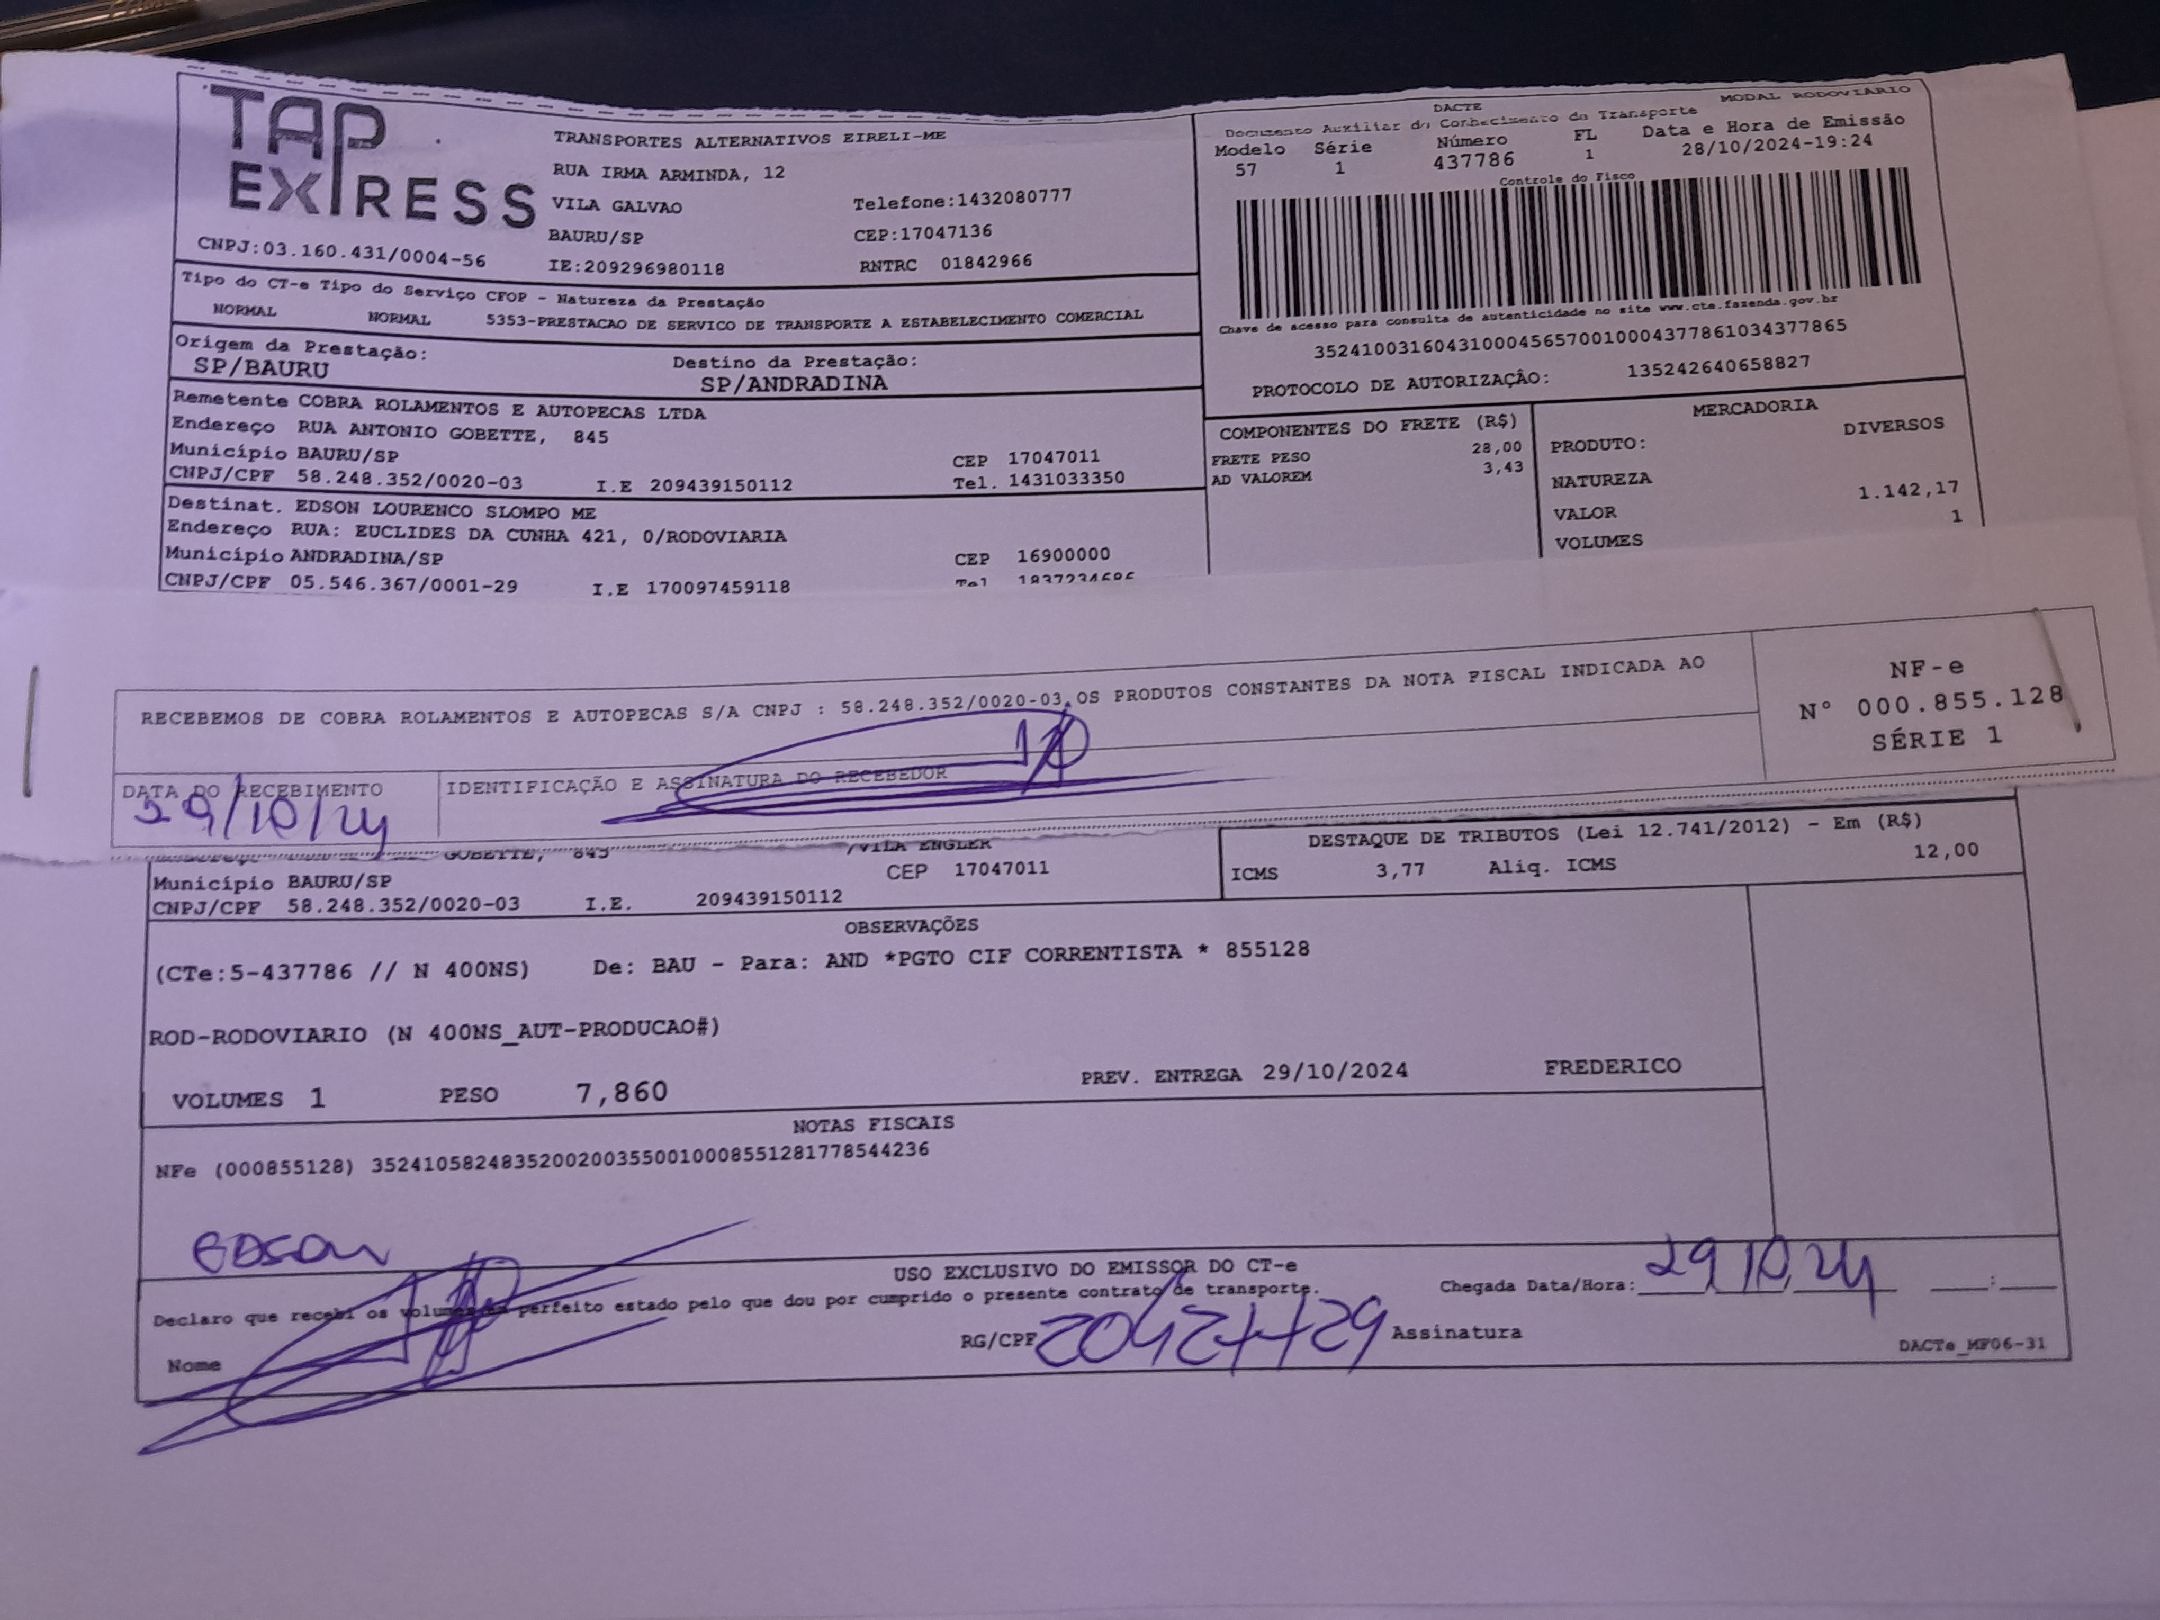 TAP EXPRESS
TRANSPORTES ALTERNATIVOS EIRELI-ME
RUA IRMA ARMINDA, 12
VILA GALVAO Telefone:1432080777
BAURU/SP CEP:17047136
CNPJ:03.160.431/0004-56 IE:209296980118 RNTRC 01842966
DACTE MODAL RODOVIÁRIO
Documento Auxiliar do Conhecimento de Transporte
Modelo Série Número FL Data e Hora de Emissão
57 1 437786 1 28/10/2024-19:24
Controle do Fisco
Chave de acesso para consulta de autenticidade no site www.cte.fazenda.gov.br
35241003160431000456570010004377861034377865
PROTOCOLO DE AUTORIZAÇÃO: 135242640658827
Tipo do CT-e Tipo do Serviço CFOP - Natureza da Prestação
NORMAL NORMAL 5353-PRESTACAO DE SERVICO DE TRANSPORTE A ESTABELECIMENTO COMERCIAL
Origem da Prestação: Destino da Prestação:
SP/BAURU SP/ANDRADINA
Remetente COBRA ROLAMENTOS E AUTOPECAS LTDA
Endereço RUA ANTONIO GOBETTE, 845
Município BAURU/SP CEP 17047011
CNPJ/CPF 58.248.352/0020-03 I.E 209439150112 Tel. 1431033350
Destinat. EDSON LOURENCO SLOMPO ME
Endereço RUA: EUCLIDES DA CUNHA 421, 0/RODOVIARIA
Município ANDRADINA/SP CEP 16900000
CNPJ/CPF 05.546.367/0001-29 I.E 170097459118 Tel
COMPONENTES DO FRETE (R$)
FRETE PESO 28,00
AD VALOREM 3,43
MERCADORIA
PRODUTO: DIVERSOS
NATUREZA
VALOR 1.142,17
VOLUMES 1
RECEBEMOS DE COBRA ROLAMENTOS E AUTOPECAS S/A CNPJ : 58.248.352/0020-03,OS PRODUTOS CONSTANTES DA NOTA FISCAL INDICADA AO
NF-e
N° 000.855.128
SÉRIE 1
DATA DO RECEBIMENTO IDENTIFICAÇÃO E ASSINATURA DO RECEBEDOR
29/10/24
GOBETTE, 845 /VILA ENGLER
Município BAURU/SP CEP 17047011
CNPJ/CPF 58.248.352/0020-03 I.E. 209439150112
DESTAQUE DE TRIBUTOS (Lei 12.741/2012) - Em (R$)
ICMS 3,77 Aliq. ICMS 12,00
OBSERVAÇÕES
(CTe:5-437786 // N 400NS) De: BAU - Para: AND *PGTO CIF CORRENTISTA * 855128
ROD-RODOVIARIO (N 400NS_AUT-PRODUCAO#)
VOLUMES 1 PESO 7,860 PREV. ENTREGA 29/10/2024 FREDERICO
NOTAS FISCAIS
NFe (000855128) 35241058248352002003550010008551281778544236
EDSON
USO EXCLUSIVO DO EMISSOR DO CT-e
Declaro que recebi os volumes em perfeito estado pelo que dou por cumprido o presente contrato de transporte.
Chegada Data/Hora: 29 10 24 :
Nome RG/CPF Assinatura
DACTe_MF06-31